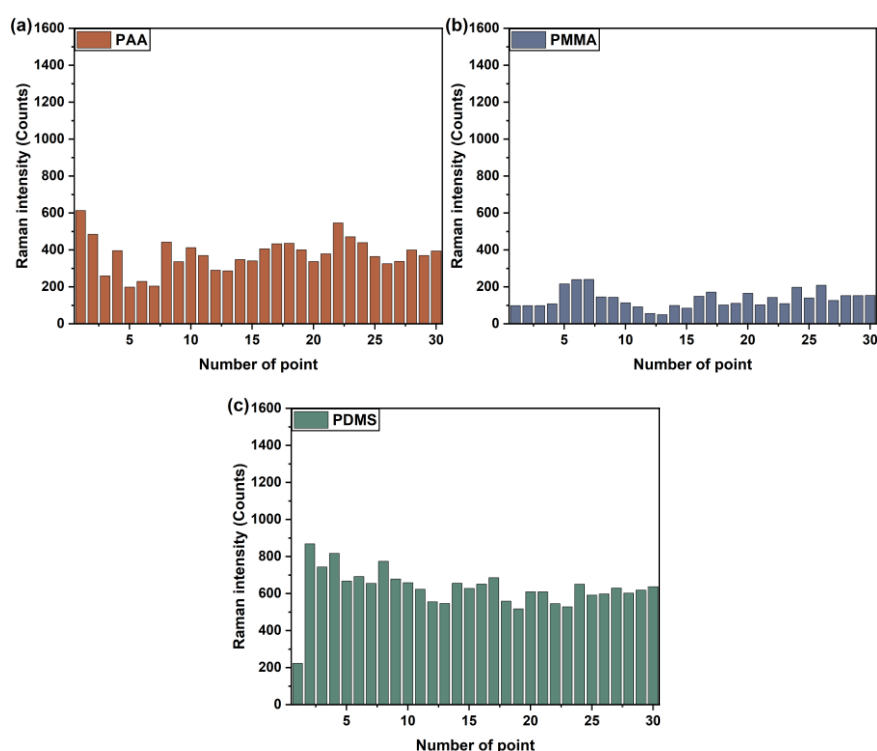 (a)
PAA
Raman intensity (Counts)
1600
1400
1200
1000
800
600
400
200
0
5 10 15 20 25 30
Number of point
(b)
PMMA
Raman intensity (Counts)
1600
1400
1200
1000
800
600
400
200
0
5 10 15 20 25 30
Number of point
(c)
PDMS
Raman intensity (Counts)
1600
1400
1200
1000
800
600
400
200
0
5 10 15 20 25 30
Number of point